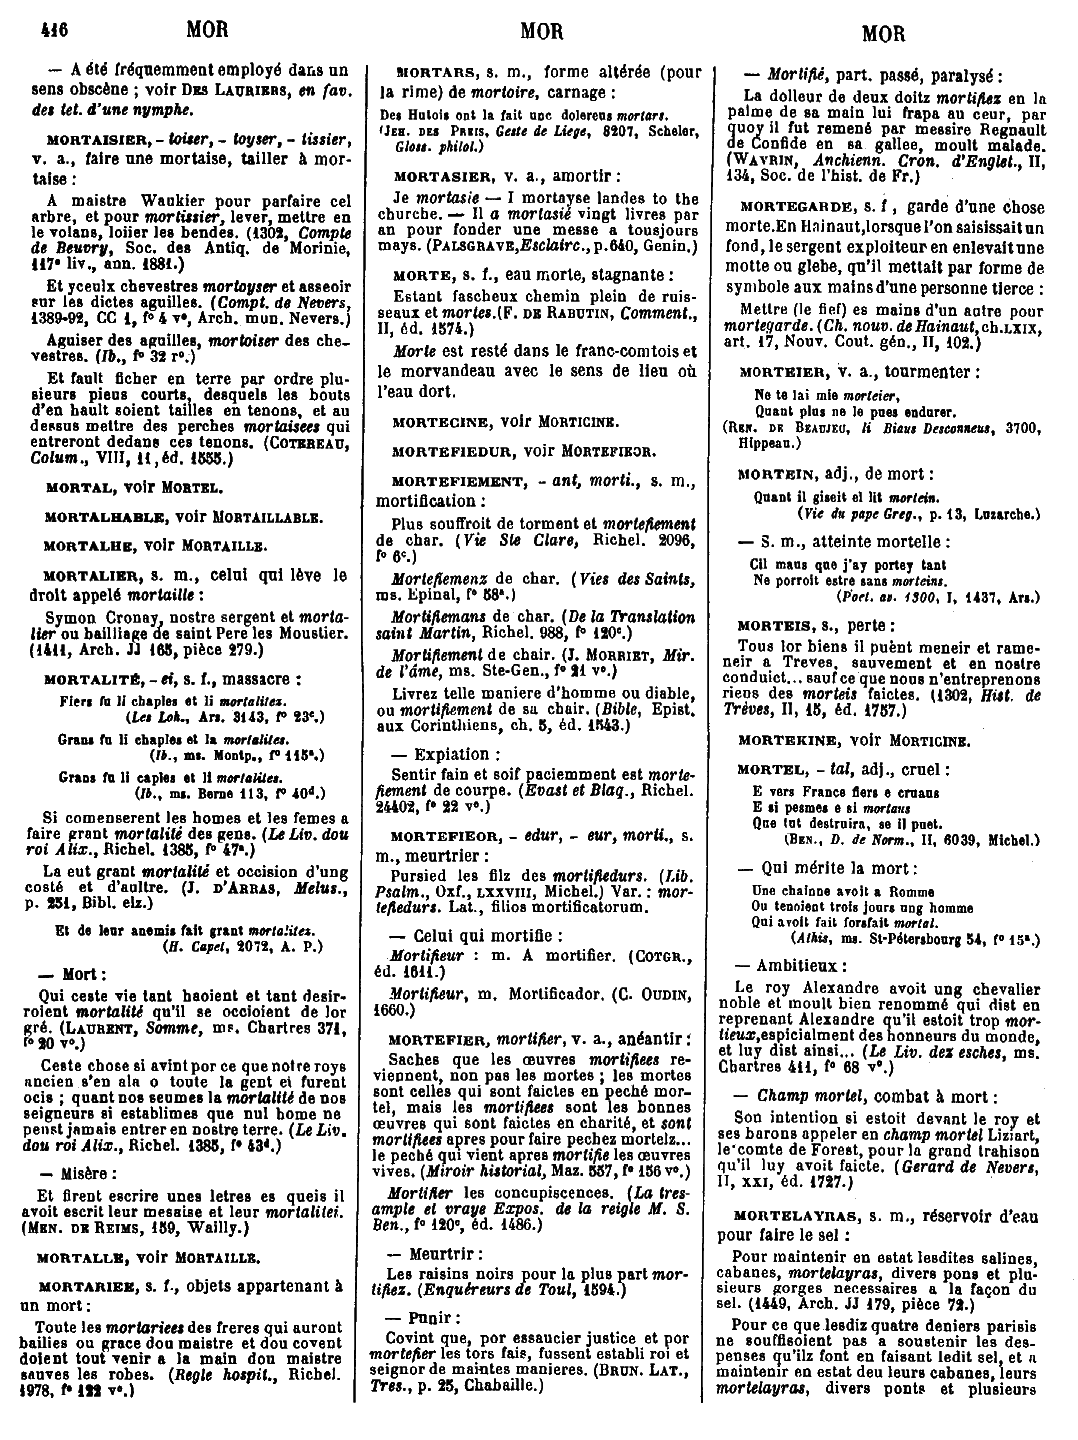 416 MOR MOR MOR
— A été fréquemment employé dans un
sens obscène ; voir DES LAURIERS, en fav.
des tet. d'une nymphe.
MORTAISIER, - toiser, - toyser, - tissier,
v. a., faire une mortaise, tailler à mor-
taise :
A maistre Waukier pour parfaire cel
arbre, et pour mortissier, lever, mettre en
le volans, loiier les bendes. (1302, Compte
de Beuvry, Soc. des Antiq. de Morinie,
117e liv., ann. 1881.)
Et yceulx chevestres mortoyser et asseoir
sur les dictes aguilles. (Compt. de Nevers,
1389-92, CC 1, fo 4 vo, Arch. mun. Nevers.)
Aguiser des aguilles, mortoiser des che-
vestres. (Ib., fo 32 ro.)
Et fault ficher en terre par ordre plu-
sieurs pieus courts, desquels les bouts
d'en hault soient tailles en tenons, et au
dessus mettre des perches mortaisees qui
entreront dedans ces tenons. (COTEREAU,
Colum., VIII, 11, éd. 1555.)
MORTAL, voir MORTEL.
MORTALHABLE, voir MORTAILLABLE.
MORTALHE, voir MORTAILLE.
MORTALIER, s. m., celui qui lève le
droit appelé mortaille :
Symon Cronay, nostre sergent et morta-
lier ou bailliage de saint Pere les Moustier.
(1411, Arch. JJ 165, pièce 279.)
MORTALITÉ, - ei, s. f., massacre :
Fiers fu li chaples et li mortalitez.
(Les Loh., Ars. 3143, fo 23c.)
Grans fu li chaples et la mortalites.
(Ib., ms. Montp., fo 115a.)
Grans fu li caples et li mortalites.
(Ib., ms. Berne 113, fo 40d.)
Si comenserent les homes et les femes a
faire grant mortalité des gens. (Le Liv. dou
roi Alix., Richel. 1385, fo 47a.)
La eut grant mortalité et occision d'ung
costé et d'aultre. (J. D'ARRAS, Melus.,
p. 251, Bibl. elz.)
Et de leur anemis fait grant mortalitez.
(H. Capet, 2072, A. P.)
— Mort :
Qui ceste vie tant haoient et tant desir-
roient mortalité qu'il se occioient de lor
gré. (LAURENT, Somme, ms. Chartres 371,
fo 20 vo.)
Ceste chose si avint por ce que notre roys
ancien s'en ala o toute la gent et furent
ocis ; quant nos seumes la mortalité de nos
seigneurs si establimes que nul home ne
penst jamais entrer en nostre terre. (Le Liv.
dou roi Alix., Richel. 1385, fo 43d.)
— Misère :
Et firent escrire unes letres es queis il
avoit escrit leur mesaise et leur mortalitei.
(MEN. DE REIMS, 159, Wailly.)
MORTALLE, voir MORTAILLE.
MORTARIEE, s. f., objets appartenant à
un mort :
Toute les mortariees des freres qui auront
bailies ou grace dou maistre et dou covent
doient tout venir a la main dou maistre
sauves les robes. (Regle hospit., Richel.
1978, fo 122 vo.)
MORTARS, s. m., forme altérée (pour
la rime) de mortoire, carnage :
Des Hutois ont la fait unc dolereus mortars.
(JEH. DES PREIS, Geste de Liege, 8207, Scheler,
Gloss. philol.)
MORTASIER, v. a., amortir :
Je mortasie — I mortayse landes to the
churche. — Il a mortasié vingt livres par
an pour fonder une messe a tousjours
mays. (PALSGRAVE, Esclairc., p. 640, Genin.)
MORTE, s. f., eau morte, stagnante :
Estant fascheux chemin plein de ruis-
seaux et mortes. (F. DE RABUTIN, Comment.,
II, éd. 1574.)
Morte est resté dans le franc-comtois et
le morvandeau avec le sens de lieu où
l'eau dort.
MORTECINE, voir MORTICINE.
MORTEFIEDUR, voir MORTEFIEOR.
MORTEFIEMENT, - ant, morti., s. m.,
mortification :
Plus souffroit de torment et mortefiement
de char. (Vie Ste Clare, Richel. 2096,
fo 6c.)
Mortefiemenz de char. (Vies des Saints,
ms. Epinal, fo 58a.)
Mortifiemans de char. (De la Translation
saint Martin, Richel. 988, fo 120c.)
Mortifiement de chair. (J. MORRIET, Mir.
de l'âme, ms. Ste-Gen., fo 21 vo.)
Livrez telle maniere d'homme ou diable,
ou mortifiement de sa chair. (Bible, Epist.
aux Corinthiens, ch. 5, éd. 1543.)
— Expiation :
Sentir fain et soif paciemment est morte-
fiement de courpe. (Evast et Blaq., Richel.
24402, fo 22 vo.)
MORTEFIEOR, - edur, - eur, morti., s.
m., meurtrier :
Pursied les filz des mortifiedurs. (Lib.
Psalm., Oxf., LXXVIII, Michel.) Var. : mor-
tefiedurs. Lat., filios mortificatorum.
— Celui qui mortifie :
Mortifieur : m. A mortifier. (COTGR.,
éd. 1611.)
Mortifieur, m. Mortificador. (C. OUDIN,
1660.)
MORTEFIER, mortifier, v. a., anéantir :
Saches que les œuvres mortifiees re-
viennent, non pas les mortes ; les mortes
sont celles qui sont faictes en peché mor-
tel, mais les mortifiees sont les bonnes
œuvres qui sont faictes en charité, et sont
mortifiees apres pour faire pechez mortelz...
le peché qui vient apres mortifie les œuvres
vives. (Miroir historial, Maz. 557, fo 156 vo.)
Mortifier les concupiscences. (La tres-
ample et vraye Expos. de la reigle M. S.
Ben., fo 120c, éd. 1486.)
— Meurtrir :
Les raisins noirs pour la plus part mor-
tifiez. (Enquéreurs de Toul, 1594.)
— Punir :
Covint que, por essaucier justice et por
mortefier les tors fais, fussent establi roi et
seignor de maintes manieres. (BRUN. LAT.,
Tres., p. 25, Chabaille.)
— Mortifié, part. passé, paralysé :
La dolleur de deux doitz mortifiez en la
palme de sa main lui frapa au ceur, par
quoy il fut remené par messire Regnault
de Confide en sa gallee, moult malade.
(WAVRIN, Anchienn. Cron. d'Englet., II,
134, Soc. de l'hist. de Fr.)
MORTEGARDE, s. f , garde d'une chose
morte. En Hainaut, lorsque l'on saisissait un
fond, le sergent exploiteur en enlevait une
motte ou glebe, qu'il mettait par forme de
symbole aux mains d'une personne tierce :
Mettre (le fief) es mains d'un autre pour
mortegarde. (Ch. nouv. de Hainaut, ch. LXIX,
art. 17, Nouv. Cout. gén., II, 102.)
MORTEIER, v. a., tourmenter :
Ne te lai mie morteier,
Quant plus ne le pues endurer.
(REN. DE BEAUJEU, li Biaus Desconneus, 3700,
Hippeau.)
MORTEIN, adj., de mort :
Quant il giseit el lit mortein.
(Vie du pape Greg., p. 13, Luzarche.)
— S. m., atteinte mortelle :
Cil maus que j'ay portey tant
Ne porroit estre sans morteins.
(Poet. as. 1300, I, 1437, Ars.)
MORTEIS, s., perte :
Tous lor biens il puènt meneir et rame-
neir a Treves, sauvement et en nostre
conduict... sauf ce que nous n'entreprenons
riens des morteis faictes. (1302, Hist. de
Trèves, II, 15, éd. 1757.)
MORTEKINE, voir MORTICINE.
MORTEL, - tal, adj., cruel :
E vers France fiers e cruaus
E si pesmes e si mortaus
Que tut destruira, se il puet.
(BEN., D. de Norm., II, 6039, Michel.)
— Qui mérite la mort :
Une chainne avoit a Romme
Ou tenoient trois jours ung homme
Qui avoit fait forsfait mortal.
(Athis, ms. St-Pétersbourg 54, fo 15a.)
— Ambitieux :
Le roy Alexandre avoit ung chevalier
noble et moult bien renommé qui dist en
reprenant Alexandre qu'il estoit trop mor-
tieux, espicialment des honneurs du monde,
et luy dist ainsi... (Le Liv. dez esches, ms.
Chartres 411, fo 68 vo.)
— Champ mortel, combat à mort :
Son intention si estoit devant le roy et
ses barons appeler en champ mortel Liziart,
le comte de Forest, pour la grand trahison
qu'il luy avoit faicte. (Gerard de Nevers,
II, XXI, éd. 1727.)
MORTELAYRAS, s. m., réservoir d'eau
pour faire le sel :
Pour maintenir en estat lesdites salines,
cabanes, mortelayras, divers pons et plu-
sieurs gorges necessaires a la façon du
sel. (1449, Arch. JJ 179, pièce 72.)
Pour ce que lesdiz quatre deniers parisis
ne souffisoient pas a soustenir les des-
penses qu'ilz font en faisant ledit sel, et a
maintenir en estat deu leurs cabanes, leurs
mortelayras, divers ponts et plusieurs